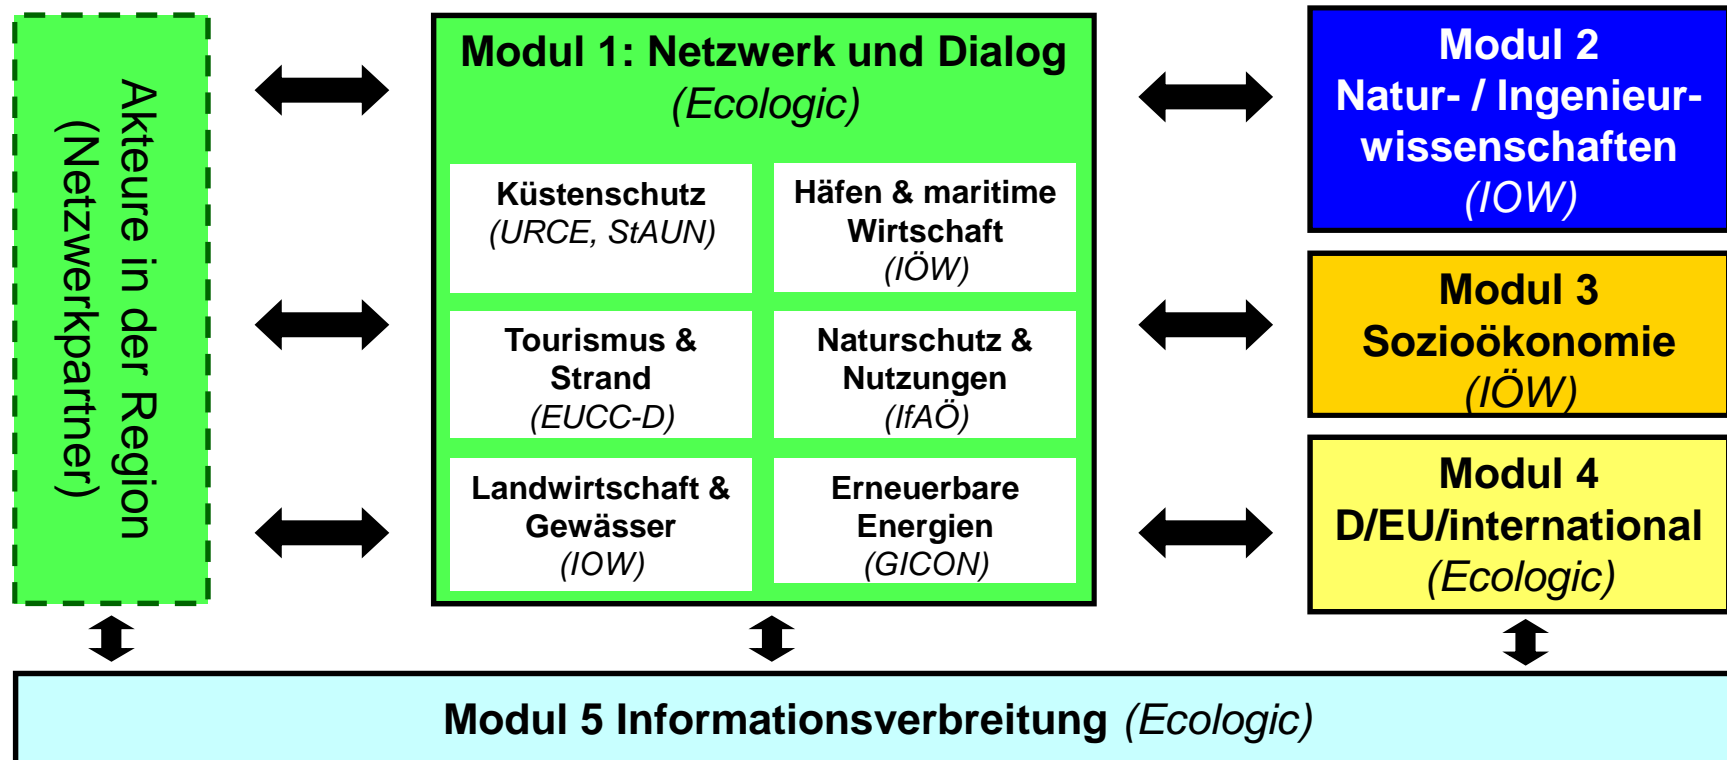 Akteure in der Region
(Netzwerkpartner)
Modul 1: Netzwerk und Dialog
(Ecologic)
Küstenschutz
(URCE, StAUN)
Häfen & maritime
Wirtschaft
(IÖW)
Tourismus &
Strand
(EUCC-D)
Naturschutz &
Nutzungen
(IfAÖ)
Landwirtschaft &
Gewässer
(IOW)
Erneuerbare
Energien
(GICON)
Modul 2
Natur- / Ingenieur-
wissenschaften
(IOW)
Modul 3
Sozioökonomie
(IÖW)
Modul 4
D/EU/international
(Ecologic)
Modul 5 Informationsverbreitung (Ecologic)